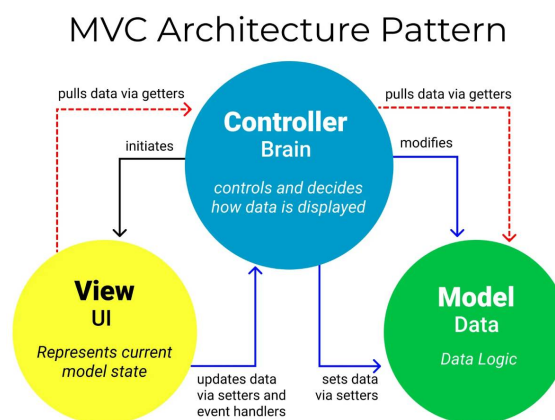 MVC Architecture Pattern
pulls data via getters
pulls data via getters
Controller
Brain
initiates
modifies
controls and decides
how data is displayed
View
UI
Represents current
model state
Model
Data
Data Logic
updates data
via setters and
event handlers
sets data
via setters